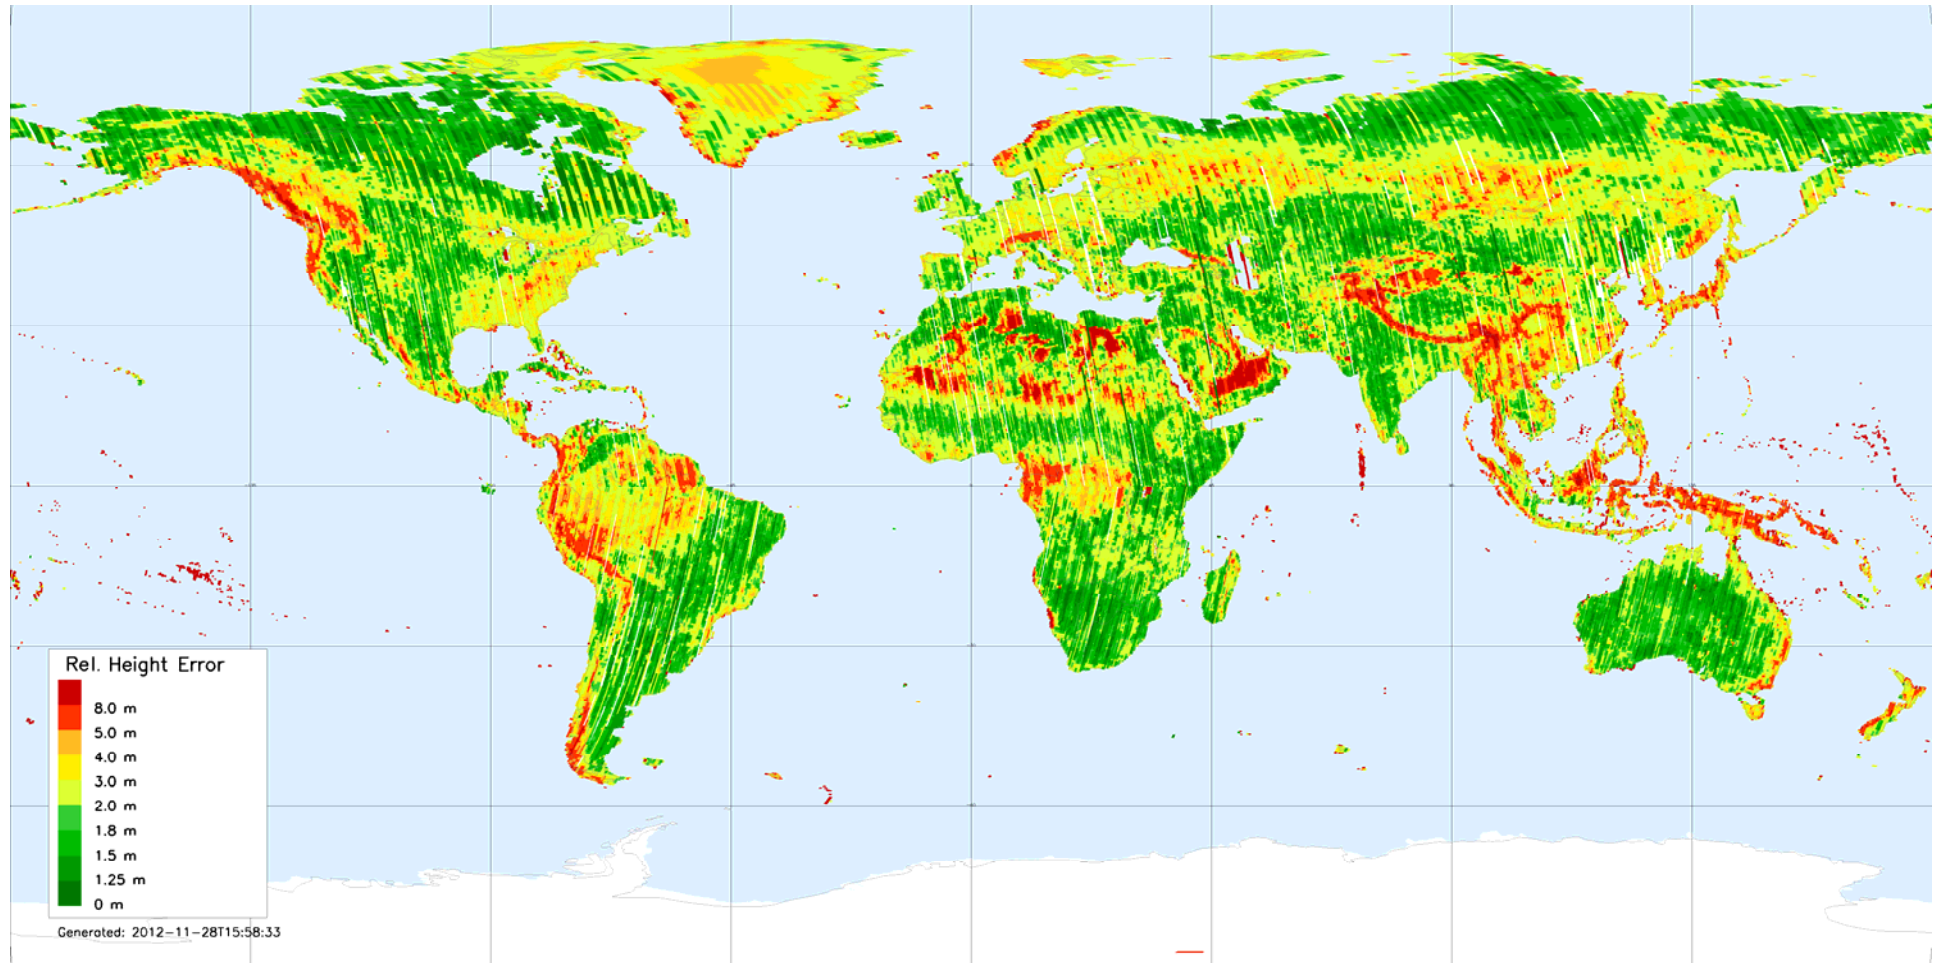 Rel. Height Error
8.0 m
5.0 m
4.0 m
3.0 m
2.0 m
1.8 m
1.5 m
1.25 m
0 m
Generated: 2012-11-28T15:58:33